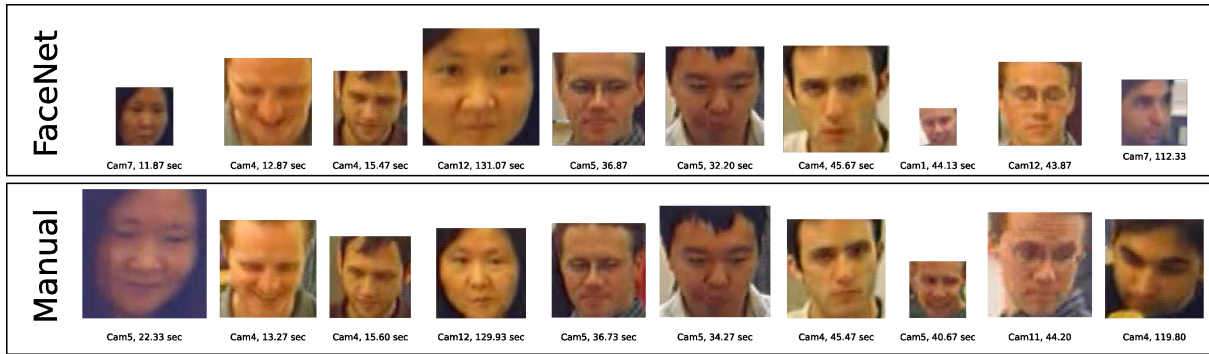 FaceNet
Cam7, 11.87 sec
Cam4, 12.87 sec
Cam4, 15.47 sec
Cam12, 131.07 sec
Cam5, 36.87
Cam5, 32.20 sec
Cam4, 45.67 sec
Cam1, 44.13 sec
Cam12, 43.87
Cam7, 112.33
Manual
Cam5, 22.33 sec
Cam4, 13.27 sec
Cam4, 15.60 sec
Cam12, 129.93 sec
Cam5, 36.73 sec
Cam5, 34.27 sec
Cam4, 45.47 sec
Cam5, 40.67 sec
Cam11, 44.20
Cam4, 119.80